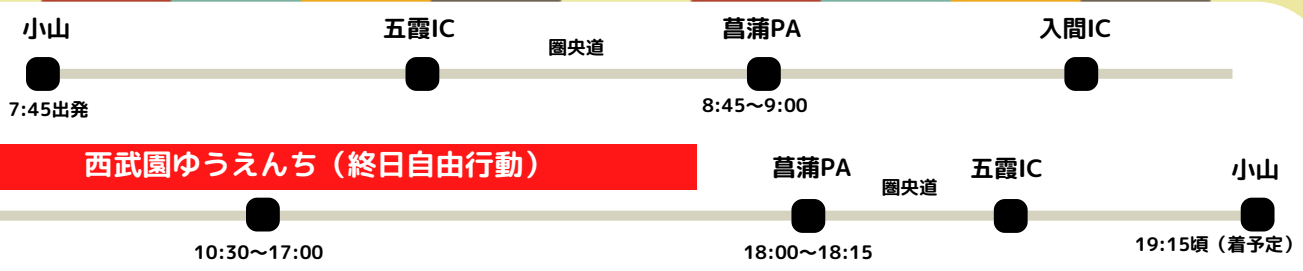 小山
五霞IC
圏央道
菖蒲PA
入間IC
7:45出発
8:45〜9:00
西武園ゆうえんち（終日自由行動）
菖蒲PA
圏央道
五霞IC
小山
10:30〜17:00
18:00〜18:15
19:15頃（着予定）